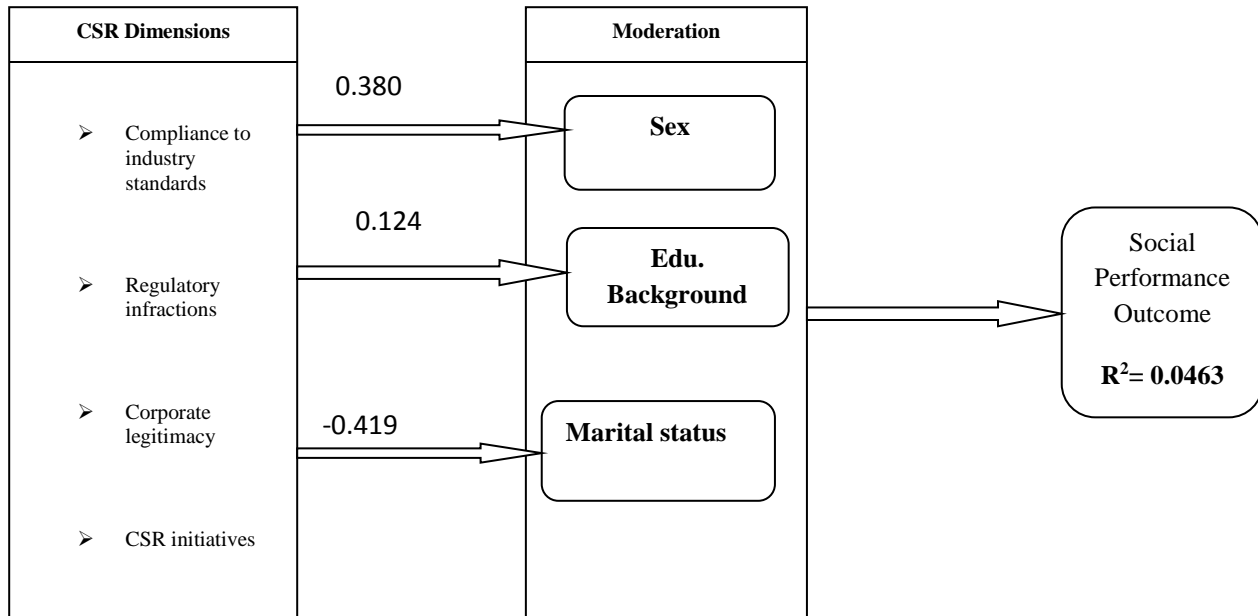 CSR Dimensions
➢ Compliance to
industry
standards
➢ Regulatory
infractions
➢ Corporate
legitimacy
➢ CSR initiatives
0.380
0.124
-0.419
Moderation
Sex
Edu.
Background
Marital status
Social
Performance
Outcome
R²= 0.0463